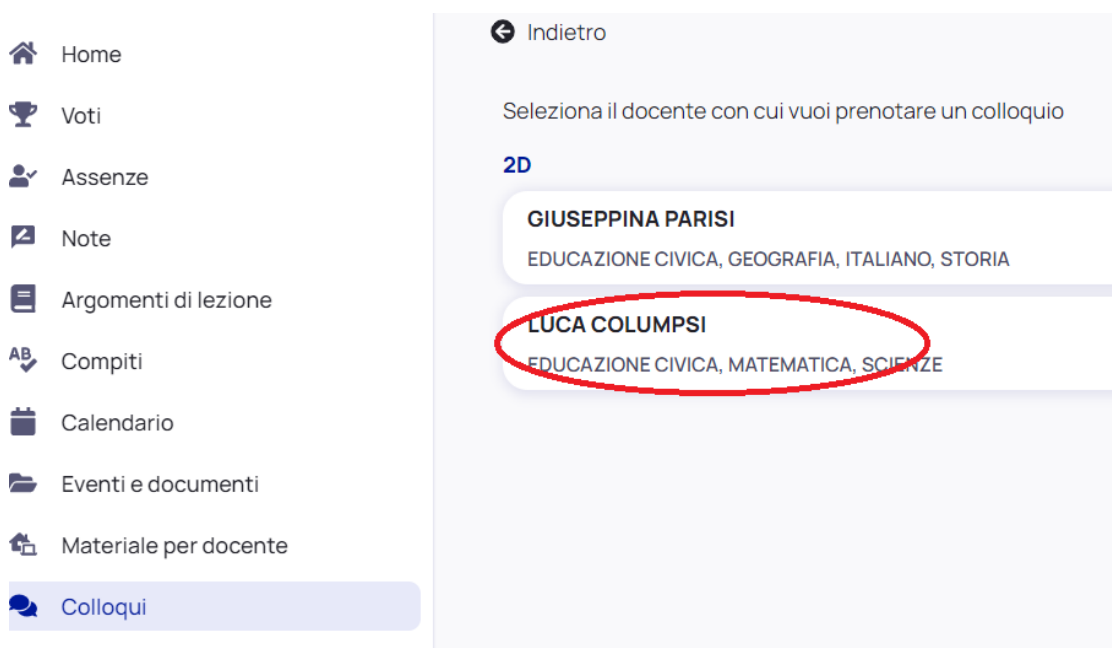 Home
Voti
Assenze
Note
Argomenti di lezione
AB
Compiti
Calendario
Eventi e documenti
Materiale per docente
Colloqui
Indietro
Seleziona il docente con cui vuoi prenotare un colloquio
2D
GIUSEPPINA PARISI
EDUCAZIONE CIVICA, GEOGRAFIA, ITALIANO, STORIA
LUCA COLUMPSI
EDUCAZIONE CIVICA, MATEMATICA, SCIENZE